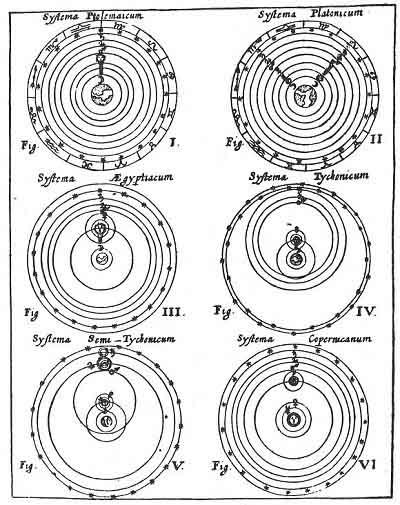 Systema Ptolemaicum
Fig. I.
Systema Platonicum
Fig. II
Systema Ægyptiacum
Fig III.
Systema Tychonicum
Fig. IV.
Systema Semi-Tychonicum
Fig. V.
Systema Copernicanum
Fig. VI